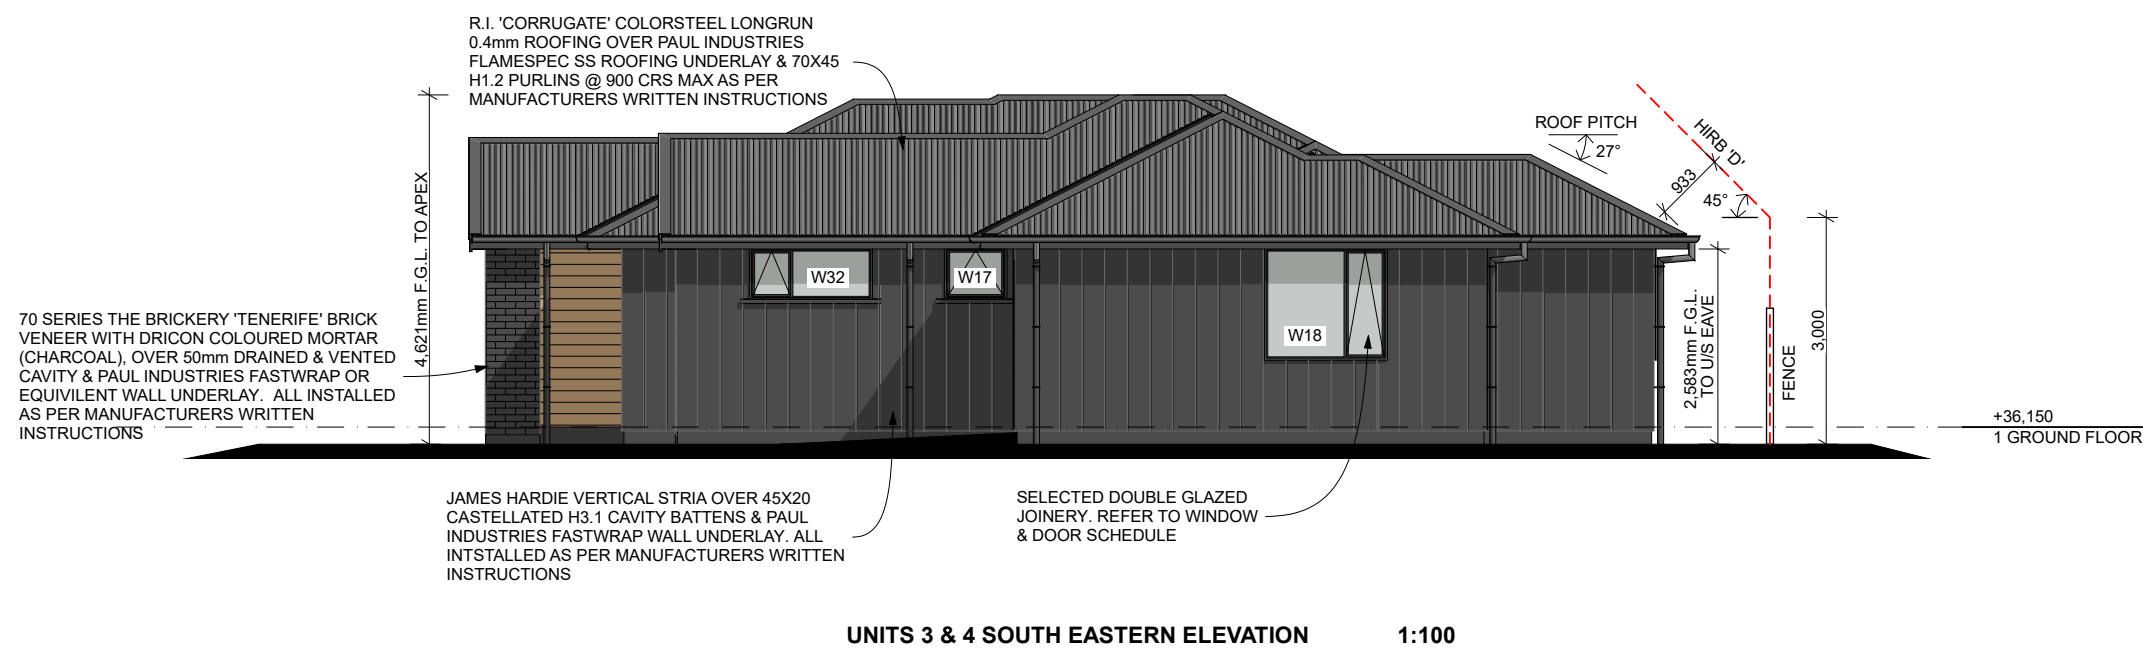 R.I. 'CORRUGATE' COLORSTEEL LONGRUN
0.4mm ROOFING OVER PAUL INDUSTRIES
FLAMESPEC SS ROOFING UNDERLAY & 70X45
H1.2 PURLINS @ 900 CRS MAX AS PER
MANUFACTURERS WRITTEN INSTRUCTIONS
ROOF PITCH
27°
HIRB 'D'
933
45°
4,621mm F.G.L. TO APEX
W32
W17
W18
70 SERIES THE BRICKERY 'TENERIFE' BRICK
VENEER WITH DRICON COLOURED MORTAR
(CHARCOAL), OVER 50mm DRAINED & VENTED
CAVITY & PAUL INDUSTRIES FASTWRAP OR
EQUIVILENT WALL UNDERLAY. ALL INSTALLED
AS PER MANUFACTURERS WRITTEN
INSTRUCTIONS
2,583mm F.G.L.
TO U/S EAVE
FENCE
3,000
+36,150
1 GROUND FLOOR
JAMES HARDIE VERTICAL STRIA OVER 45X20
CASTELLATED H3.1 CAVITY BATTENS & PAUL
INDUSTRIES FASTWRAP WALL UNDERLAY. ALL
INTSTALLED AS PER MANUFACTURERS WRITTEN
INSTRUCTIONS
SELECTED DOUBLE GLAZED
JOINERY. REFER TO WINDOW
& DOOR SCHEDULE
UNITS 3 & 4 SOUTH EASTERN ELEVATION 1:100